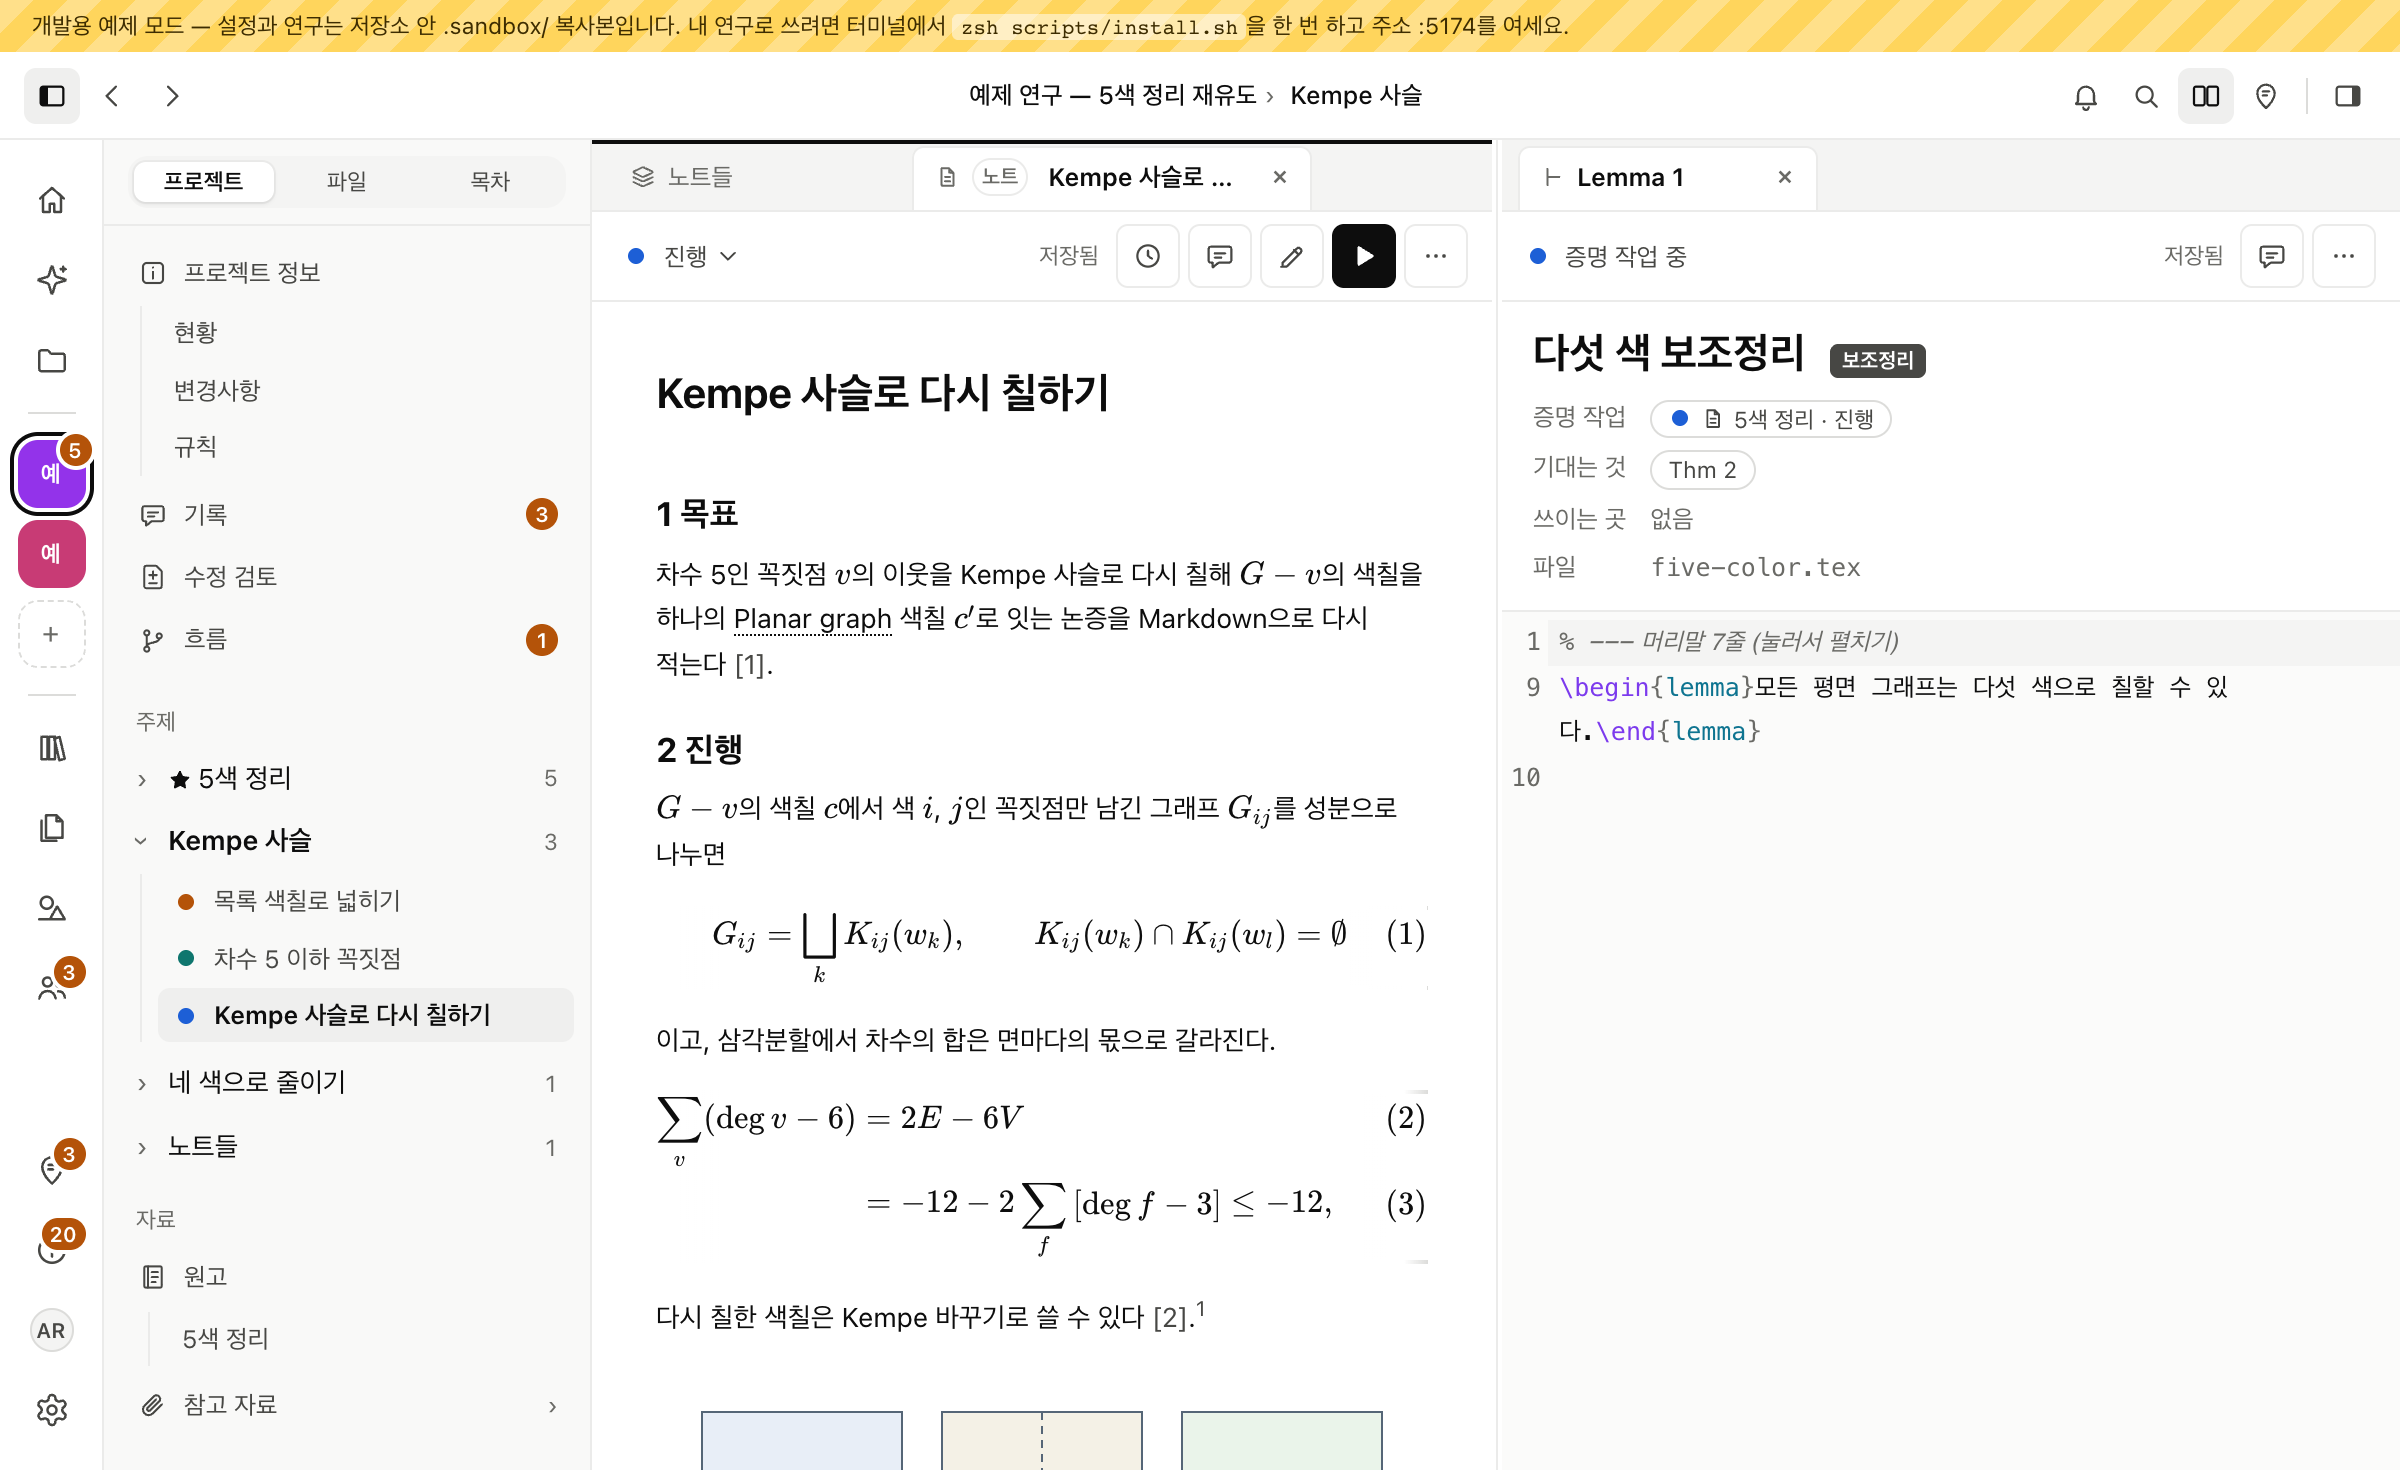 개발용 예제 모드 — 설정과 연구는 저장소 안 .sandbox/ 복사본입니다. 내 연구로 쓰려면 터미널에서 zsh scripts/install.sh을 한 번 하고 주소 :5174를 여세요.
예제 연구 — 5색 정리 재유도 › Kempe 사슬
예
5
예
+
3
3
20
AR
프로젝트
파일
목차
프로젝트 정보
현황
변경사항
규칙
기록 3
수정 검토
흐름 1
주제
★ 5색 정리 5
Kempe 사슬 3
목록 색칠로 넓히기
차수 5 이하 꼭짓점
Kempe 사슬로 다시 칠하기
네 색으로 줄이기 1
노트들 1
자료
원고
5색 정리
참고 자료
노트들
노트 Kempe 사슬로 ... ×
진행
저장됨
Kempe 사슬로 다시 칠하기
1 목표
차수 5인 꼭짓점 v의 이웃을 Kempe 사슬로 다시 칠해 G − v의 색칠을
하나의 Planar graph 색칠 c′로 잇는 논증을 Markdown으로 다시
적는다 [1].
2 진행
G − v의 색칠 c에서 색 i, j인 꼭짓점만 남긴 그래프 G_{ij}를 성분으로
나누면
G_{ij} = ⨆_k K_{ij}(w_k), K_{ij}(w_k) ∩ K_{ij}(w_l) = ∅ (1)
이고, 삼각분할에서 차수의 합은 면마다의 몫으로 갈라진다.
∑_v (deg v − 6) = 2E − 6V (2)
= −12 − 2 ∑_f [deg f − 3] ≤ −12, (3)
다시 칠한 색칠은 Kempe 바꾸기로 쓸 수 있다 [2].¹
⊢ Lemma 1 ×
증명 작업 중
저장됨
다섯 색 보조정리 보조정리
증명 작업 5색 정리 · 진행
기대는 것 Thm 2
쓰이는 곳 없음
파일 five-color.tex
1 % ——— 머리말 7줄 (눌러서 펼치기)
9 \begin{lemma}모든 평면 그래프는 다섯 색으로 칠할 수 있
다.\end{lemma}
10